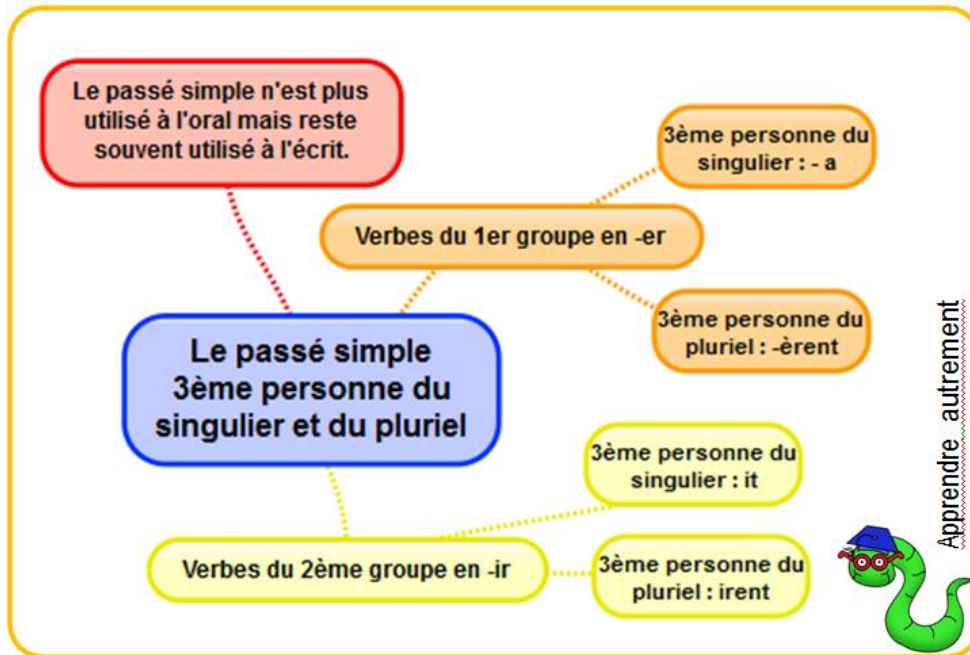 Le passé simple n'est plus
utilisé à l'oral mais reste
souvent utilisé à l'écrit.
3ème personne du
singulier : - a
Verbes du 1er groupe en -er
3ème personne du
pluriel : -èrent
Le passé simple
3ème personne du
singulier et du pluriel
3ème personne du
singulier : it
Verbes du 2ème groupe en -ir
3ème personne du
pluriel : irent
Apprendre autrement